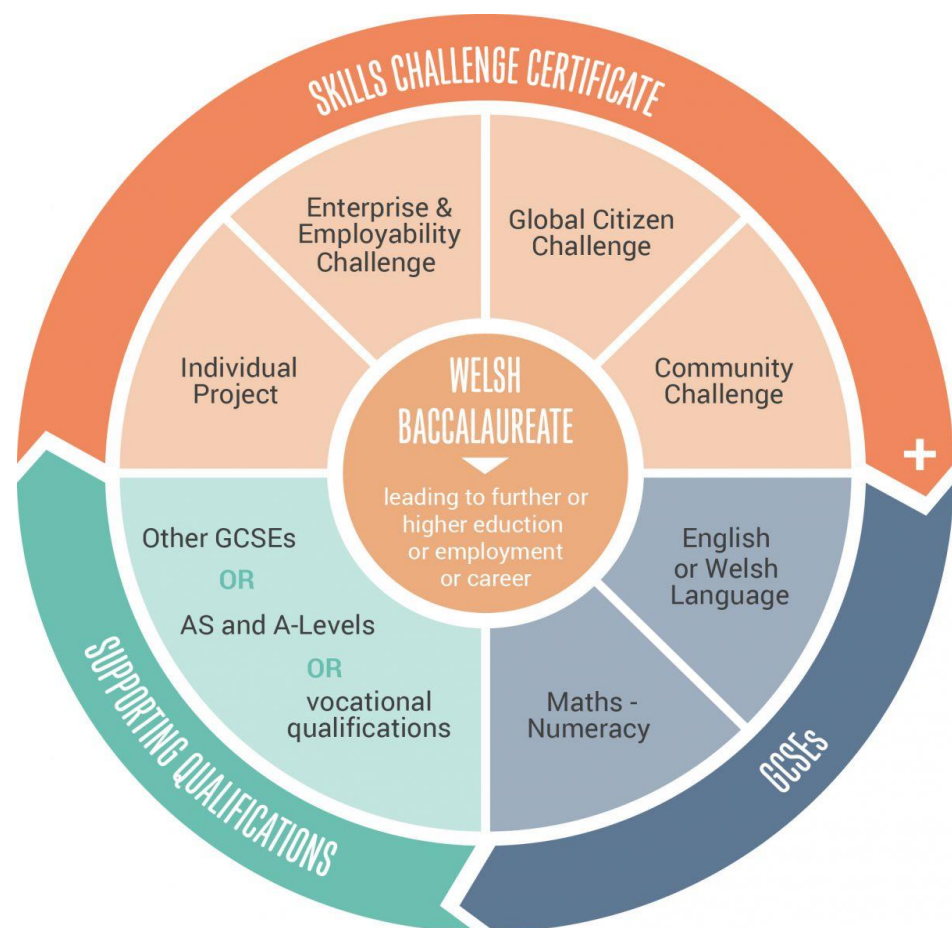 SKILLS CHALLENGE CERTIFICATE
Enterprise &
Employability
Challenge
Global Citizen
Challenge
Individual
Project
Community
Challenge
WELSH
BACCALAUREATE
leading to further or
higher eduction
or employment
or career
+
Other GCSEs
OR
AS and A-Levels
OR
vocational
qualifications
English
or Welsh
Language
Maths -
Numeracy
SUPPORTING QUALIFICATIONS
GCSEs